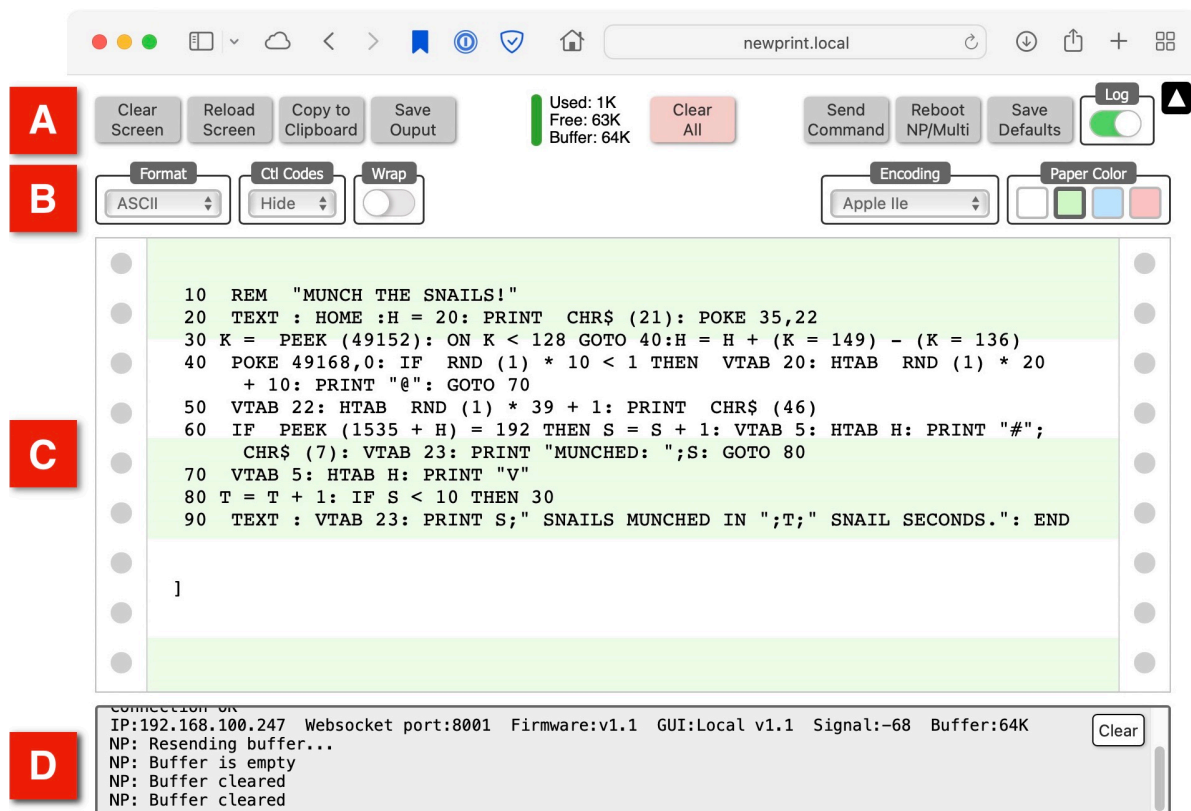 newprint.local
A
Clear Screen
Reload Screen
Copy to Clipboard
Save Ouput
Used: 1K
Free: 63K
Buffer: 64K
Clear All
Send Command
Reboot NP/Multi
Save Defaults
Log
B
Format
ASCII
Ctl Codes
Hide
Wrap
Encoding
Apple IIe
Paper Color
C
10  REM  "MUNCH THE SNAILS!"
20  TEXT : HOME :H = 20: PRINT  CHR$ (21): POKE 35,22
30 K =  PEEK (49152): ON K < 128 GOTO 40:H = H + (K = 149) - (K = 136)
40  POKE 49168,0: IF  RND (1) * 10 < 1 THEN  VTAB 20: HTAB  RND (1) * 20
+ 10: PRINT "@": GOTO 70
50  VTAB 22: HTAB  RND (1) * 39 + 1: PRINT  CHR$ (46)
60  IF  PEEK (1535 + H) = 192 THEN S = S + 1: VTAB 5: HTAB H: PRINT "#";
CHR$ (7): VTAB 23: PRINT "MUNCHED: ";S: GOTO 80
70  VTAB 5: HTAB H: PRINT "V"
80 T = T + 1: IF S < 10 THEN 30
90  TEXT : VTAB 23: PRINT S;" SNAILS MUNCHED IN ";T;" SNAIL SECONDS.": END
]
D
Connection OK
IP:192.168.100.247  Websocket port:8001  Firmware:v1.1  GUI:Local v1.1  Signal:-68  Buffer:64K
Clear
NP: Resending buffer...
NP: Buffer is empty
NP: Buffer cleared
NP: Buffer cleared